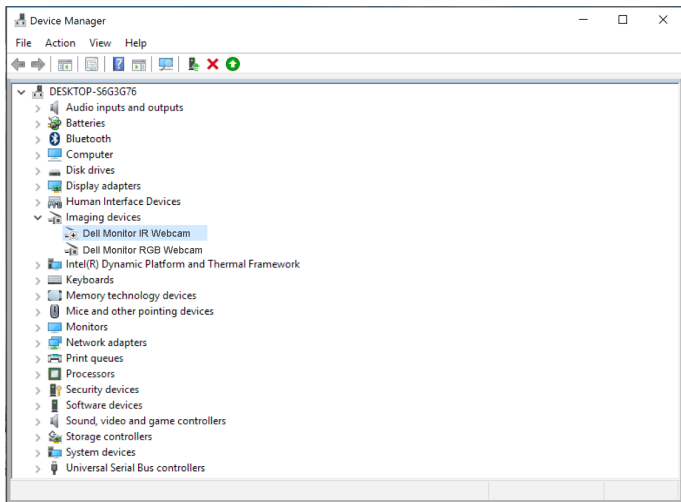 Device Manager
File Action View Help
DESKTOP-S6G3G76
Audio inputs and outputs
Batteries
Bluetooth
Computer
Disk drives
Display adapters
Human Interface Devices
Imaging devices
Dell Monitor IR Webcam
Dell Monitor RGB Webcam
Intel(R) Dynamic Platform and Thermal Framework
Keyboards
Memory technology devices
Mice and other pointing devices
Monitors
Network adapters
Print queues
Processors
Security devices
Software devices
Sound, video and game controllers
Storage controllers
System devices
Universal Serial Bus controllers